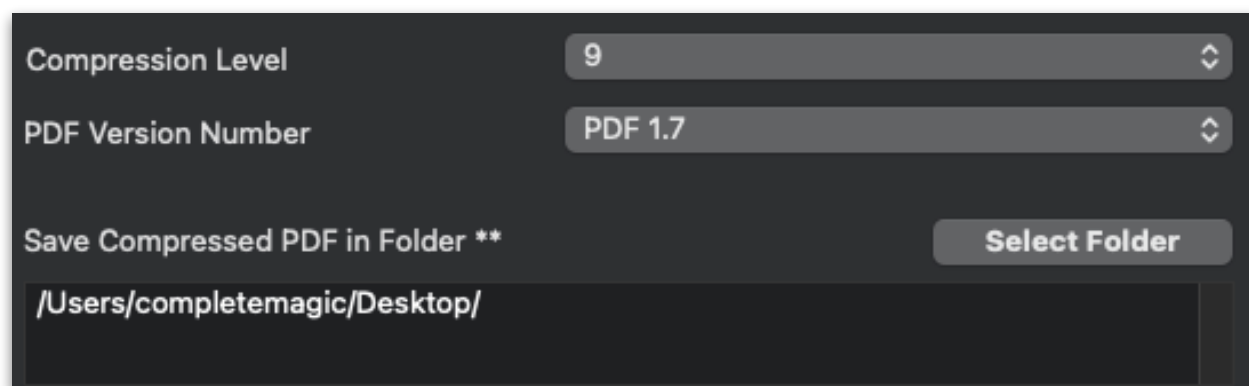 Compression Level 9
PDF Version Number PDF 1.7
Save Compressed PDF in Folder ** Select Folder
/Users/completemagic/Desktop/